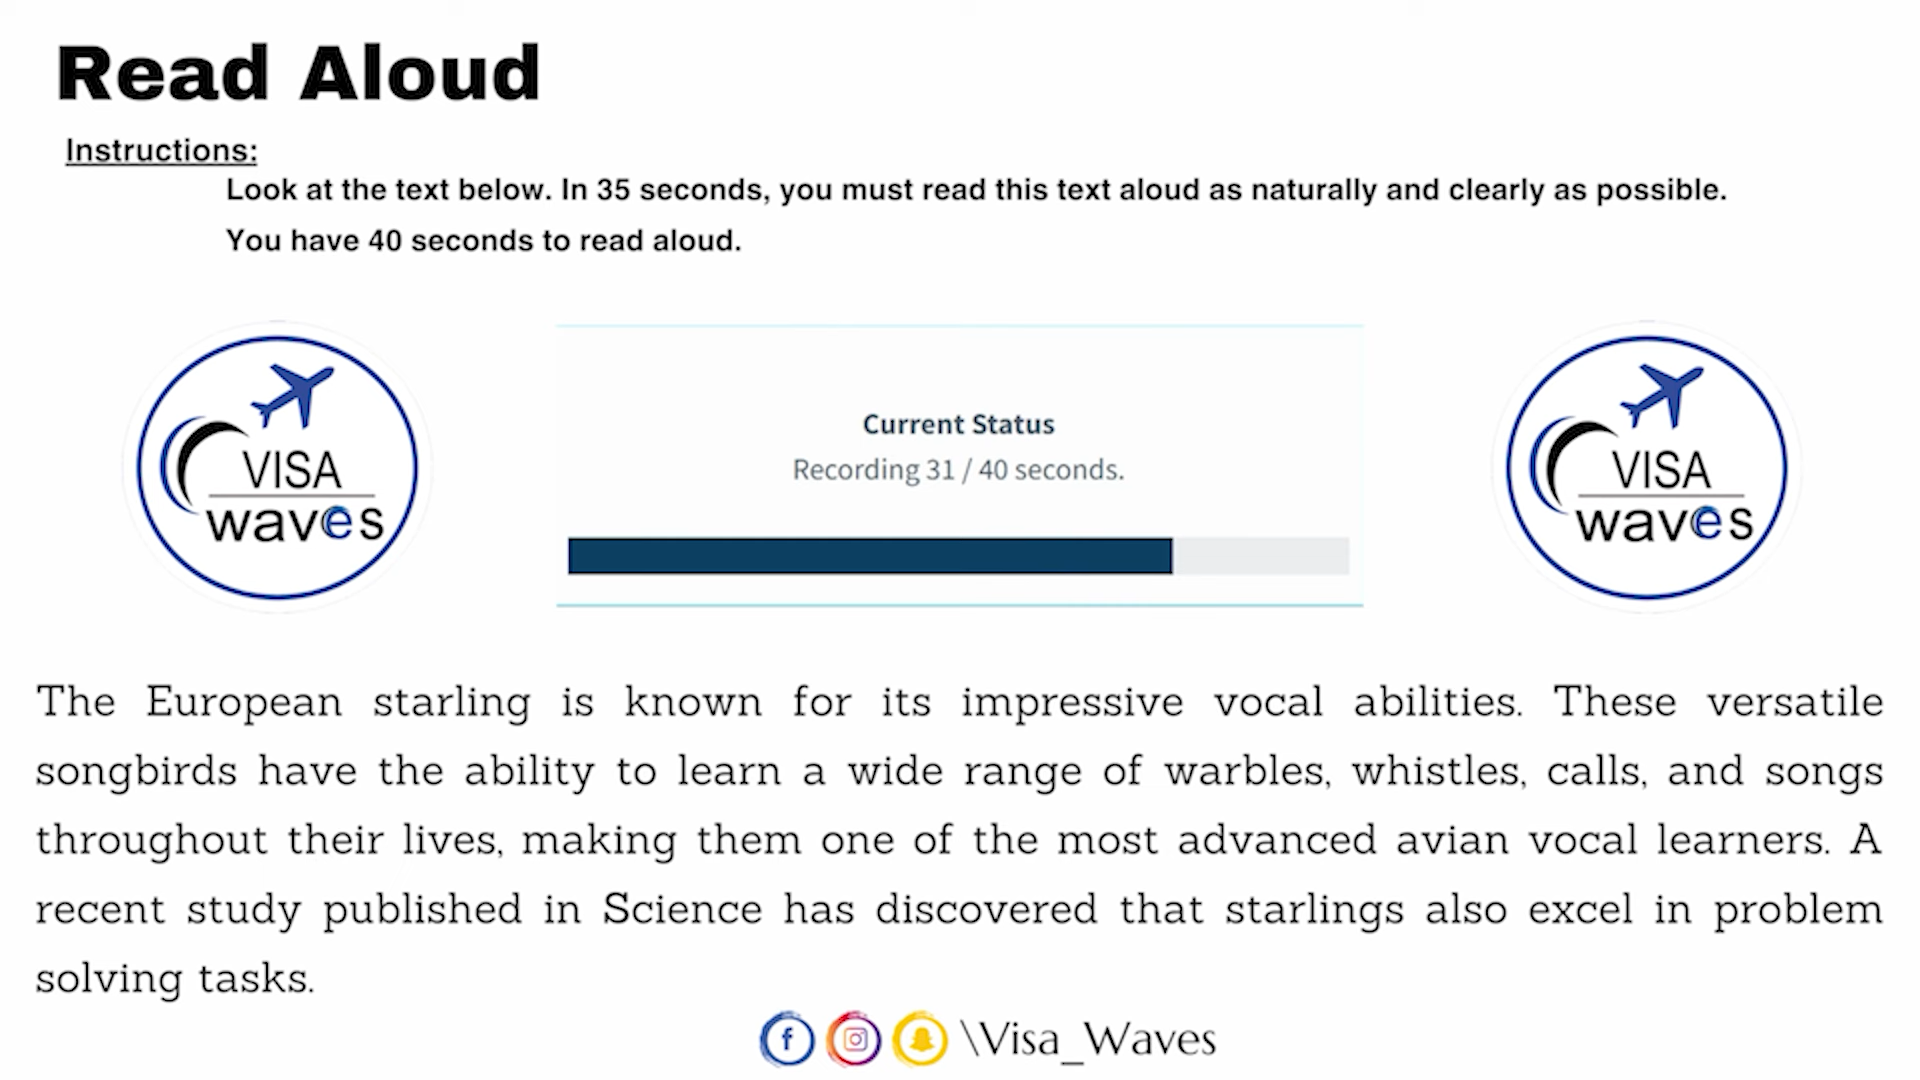 Read Aloud
Instructions:
Look at the text below. In 35 seconds, you must read this text aloud as naturally and clearly as possible.
You have 40 seconds to read aloud.
VISA
waves
Current Status
Recording 31 / 40 seconds.
VISA
waves
The European starling is known for its impressive vocal abilities. These versatile
songbirds have the ability to learn a wide range of warbles, whistles, calls, and songs
throughout their lives, making them one of the most advanced avian vocal learners. A
recent study published in Science has discovered that starlings also excel in problem
solving tasks.
\Visa_Waves